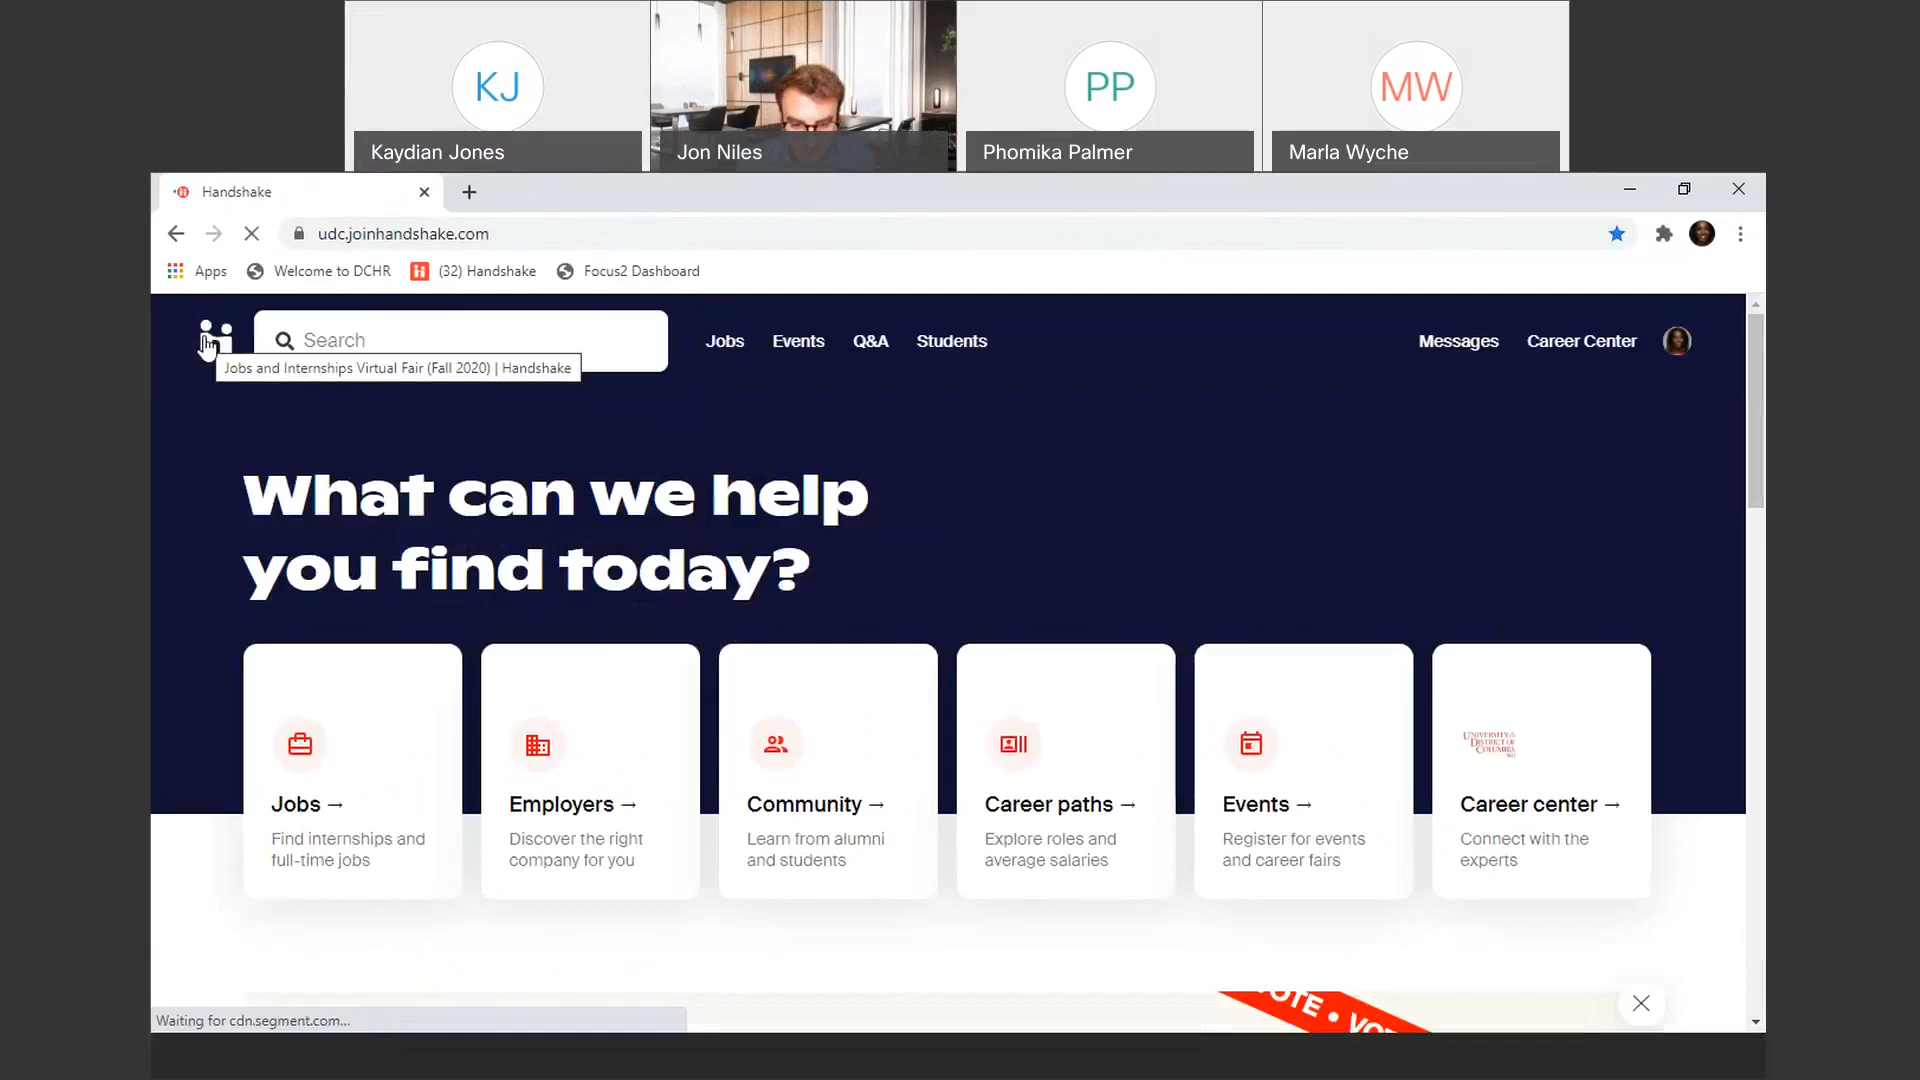 KJ
PP
MW
Kaydian Jones
Jon Niles
Phomika Palmer
Marla Wyche
Handshake
udc.joinhandshake.com
Apps
Welcome to DCHR
(32) Handshake
Focus2 Dashboard
Search
Jobs
Events
Q&A
Students
Messages
Career Center
Jobs and Internships Virtual Fair (Fall 2020) | Handshake
What can we help
you find today?
UNIVERSITY OF THE
DISTRICT OF
COLUMBIA
Jobs →
Find internships and
full-time jobs
Employers →
Discover the right
company for you
Community →
Learn from alumni
and students
Career paths →
Explore roles and
average salaries
Events →
Register for events
and career fairs
Career center →
Connect with the
experts
VOTE • VOT
Waiting for cdn.segment.com...